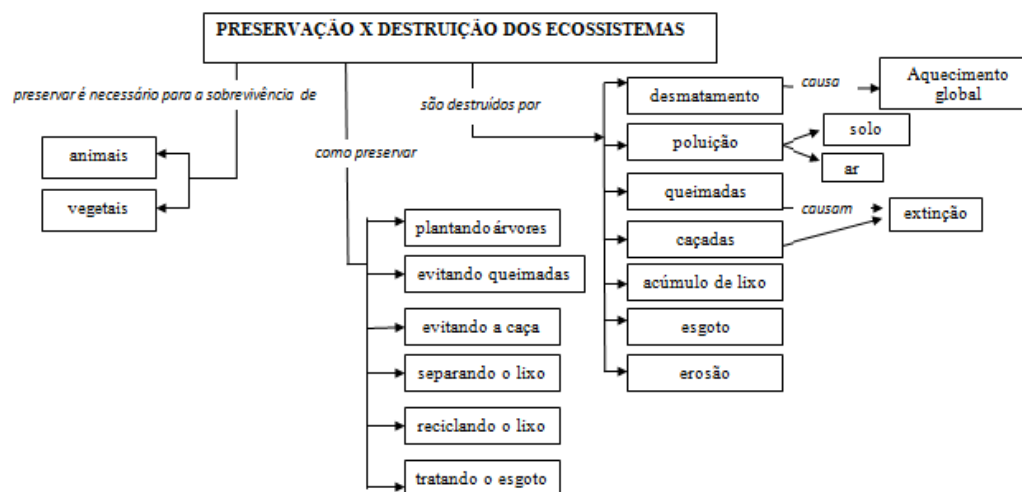 PRESERVAÇÃO X DESTRUIÇÃO DOS ECOSSISTEMAS
preservar é necessário para a sobrevivência de
animais
vegetais
como preservar
plantando árvores
evitando queimadas
evitando a caça
separando o lixo
reciclando o lixo
tratando o esgoto
são destruídos por
desmatamento
causa
Aquecimento
global
poluição
solo
ar
queimadas
causam
extinção
caçadas
acúmulo de lixo
esgoto
erosão